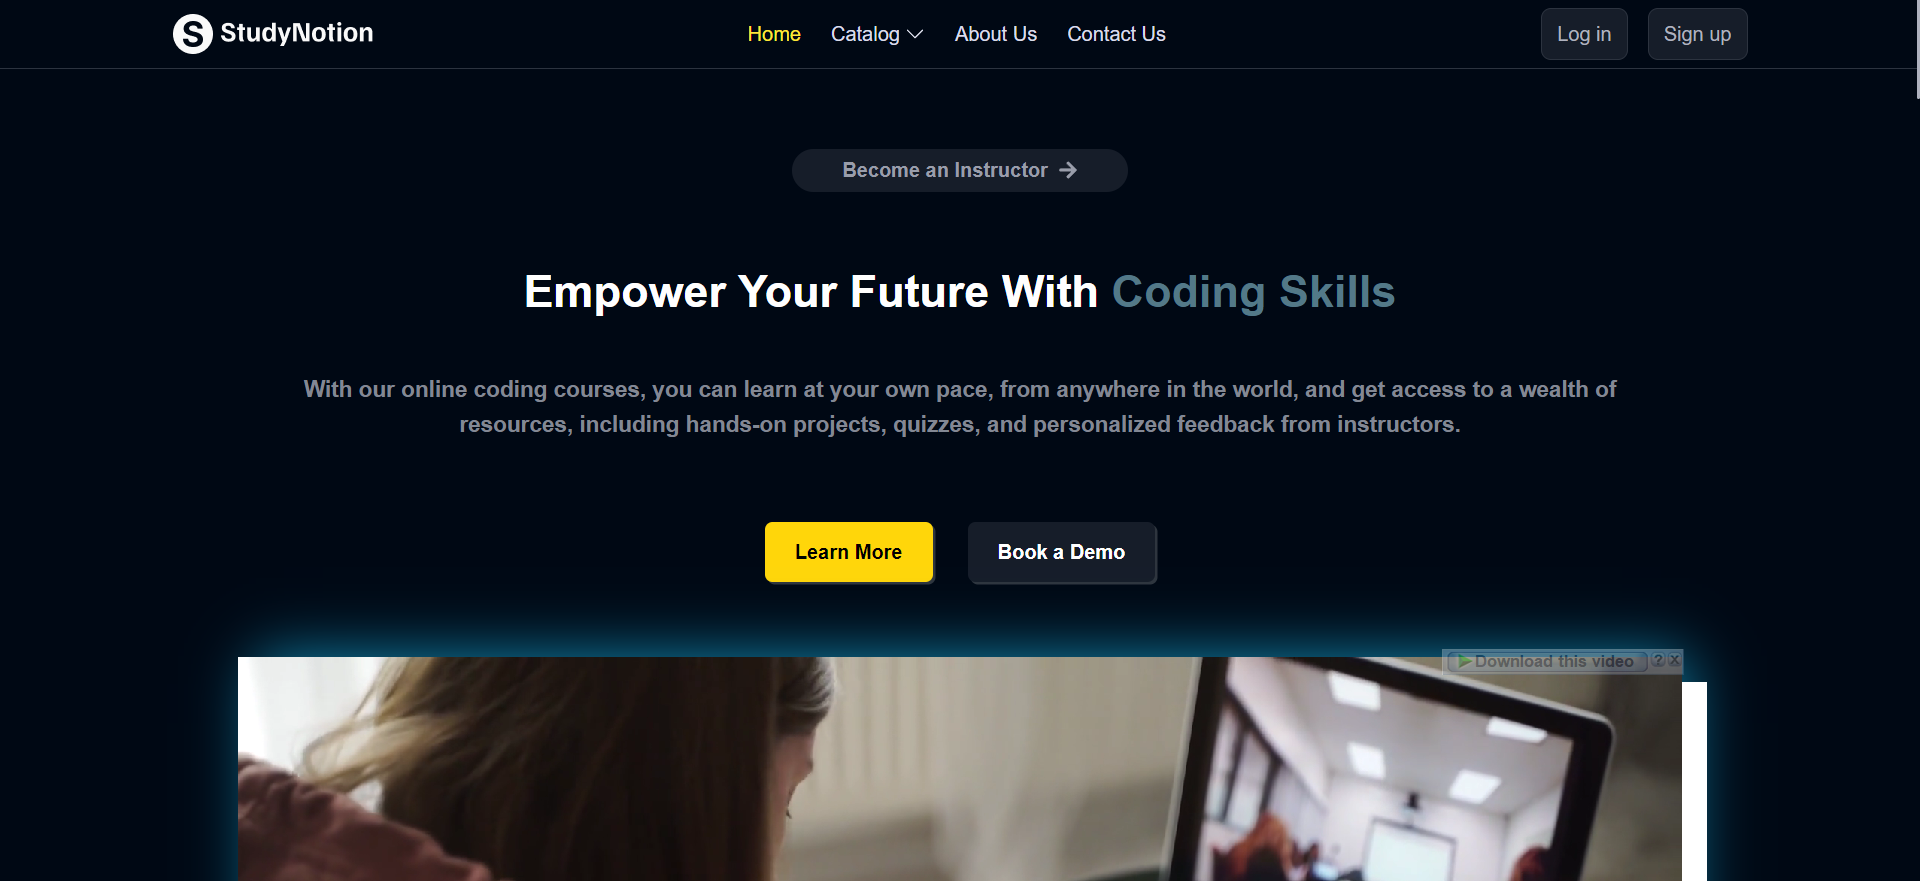 S StudyNotion
Home Catalog About Us Contact Us
Log in Sign up
Become an Instructor →
Empower Your Future With Coding Skills
With our online coding courses, you can learn at your own pace, from anywhere in the world, and get access to a wealth of
resources, including hands-on projects, quizzes, and personalized feedback from instructors.
Learn More Book a Demo
Download this video ? x